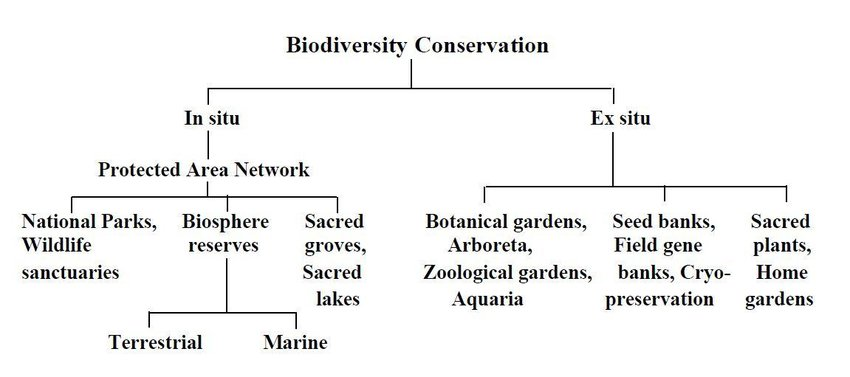 Biodiversity Conservation
In situ
Ex situ
Protected Area Network
National Parks,
Wildlife
sanctuaries
Biosphere
reserves
Sacred
groves,
Sacred
lakes
Botanical gardens,
Arboreta,
Zoological gardens,
Aquaria
Seed banks,
Field gene
banks, Cryo-
preservation
Sacred
plants,
Home
gardens
Terrestrial
Marine